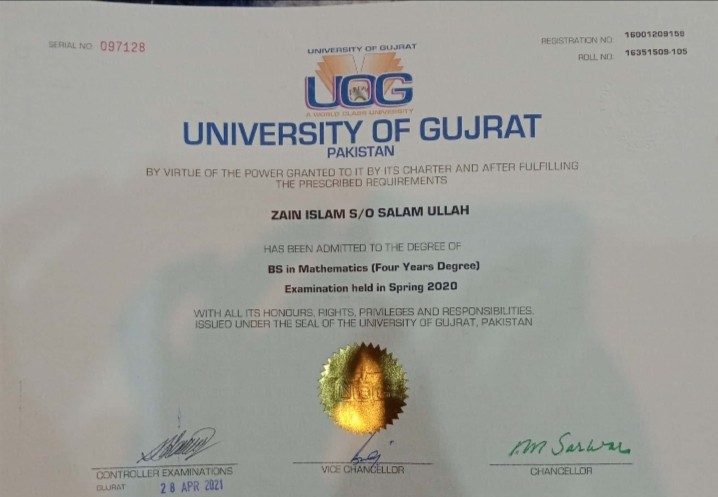 SERIAL NO: 097128
REGISTRATION NO: 16001209159
ROLL NO: 16351509-105
UNIVERSITY OF GUJRAT
UOG
A WORLD CLASS UNIVERSITY
UNIVERSITY OF GUJRAT
PAKISTAN
BY VIRTUE OF THE POWER GRANTED TO IT BY ITS CHARTER AND AFTER FULFILLING
THE PRESCRIBED REQUIREMENTS
ZAIN ISLAM S/O SALAM ULLAH
HAS BEEN ADMITTED TO THE DEGREE OF
BS in Mathematics (Four Years Degree)
Examination held in Spring 2020
WITH ALL ITS HONOURS, RIGHTS, PRIVILEGES AND RESPONSIBILITIES.
ISSUED UNDER THE SEAL OF THE UNIVERSITY OF GUJRAT, PAKISTAN
M Sarwar
CONTROLLER EXAMINATIONS
VICE CHANCELLOR
CHANCELLOR
GUJRAT
28 APR 2021